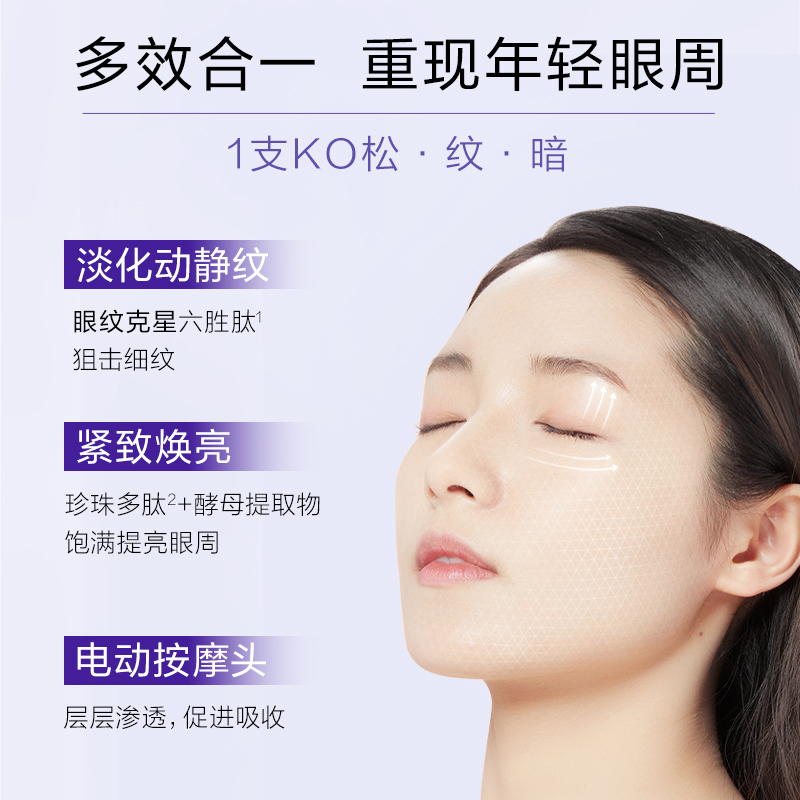 多效合一 重现年轻眼周
1支KO松·纹·暗
淡化动静纹
眼纹克星六胜肽1
狙击细纹
紧致焕亮
珍珠多肽2+酵母提取物
饱满提亮眼周
电动按摩头
层层渗透,促进吸收